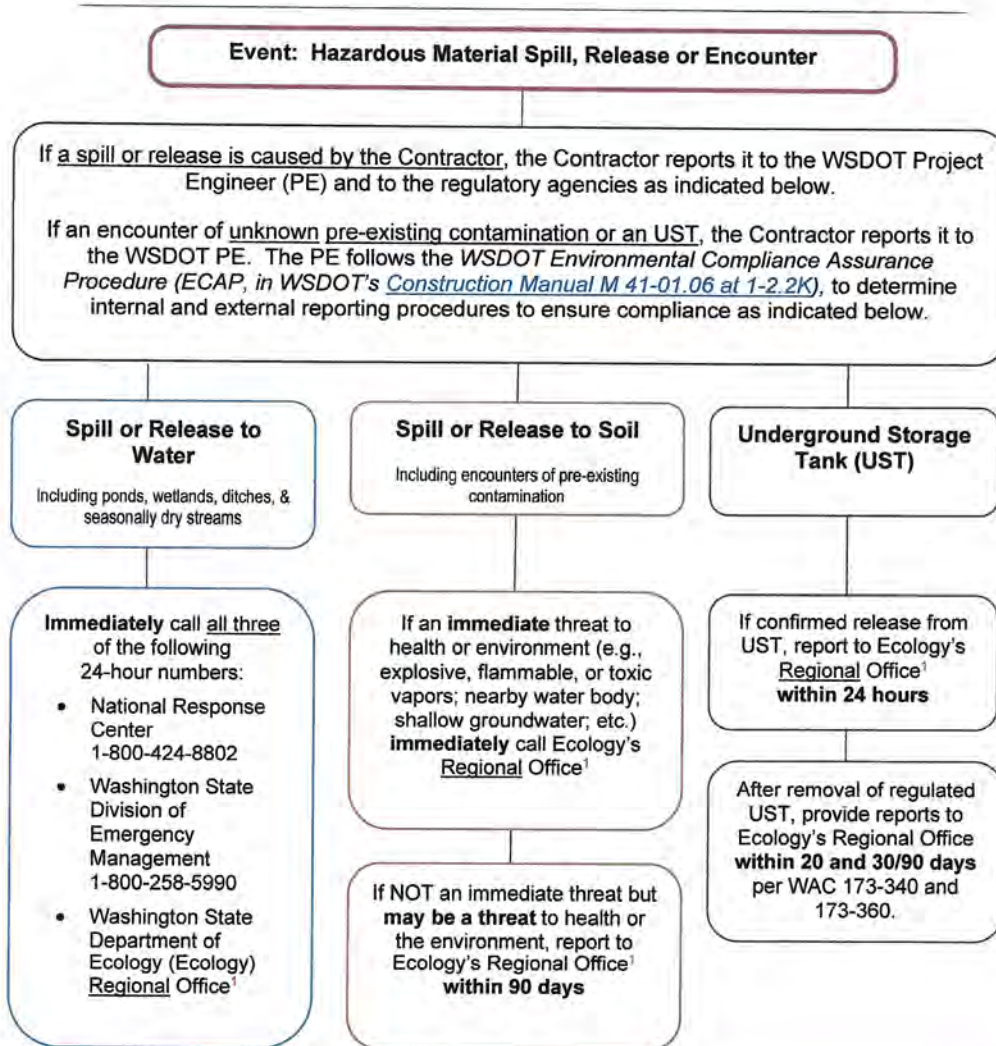 Event: Hazardous Material Spill, Release or Encounter
If a spill or release is caused by the Contractor, the Contractor reports it to the WSDOT Project
Engineer (PE) and to the regulatory agencies as indicated below.
If an encounter of unknown pre-existing contamination or an UST, the Contractor reports it to
the WSDOT PE. The PE follows the WSDOT Environmental Compliance Assurance
Procedure (ECAP, in WSDOT's Construction Manual M 41-01.06 at 1-2.2K), to determine
internal and external reporting procedures to ensure compliance as indicated below.
Spill or Release to
Water
Including ponds, wetlands, ditches, &
seasonally dry streams
Immediately call all three
of the following
24-hour numbers:
• National Response
Center
1-800-424-8802
• Washington State
Division of
Emergency
Management
1-800-258-5990
• Washington State
Department of
Ecology (Ecology)
Regional Office¹
Spill or Release to Soil
Including encounters of pre-existing
contamination
If an immediate threat to
health or environment (e.g.,
explosive, flammable, or toxic
vapors; nearby water body;
shallow groundwater; etc.)
immediately call Ecology's
Regional Office¹
If NOT an immediate threat but
may be a threat to health or
the environment, report to
Ecology's Regional Office¹
within 90 days
Underground Storage
Tank (UST)
If confirmed release from
UST, report to Ecology's
Regional Office¹
within 24 hours
After removal of regulated
UST, provide reports to
Ecology's Regional Office
within 20 and 30/90 days
per WAC 173-340 and
173-360.